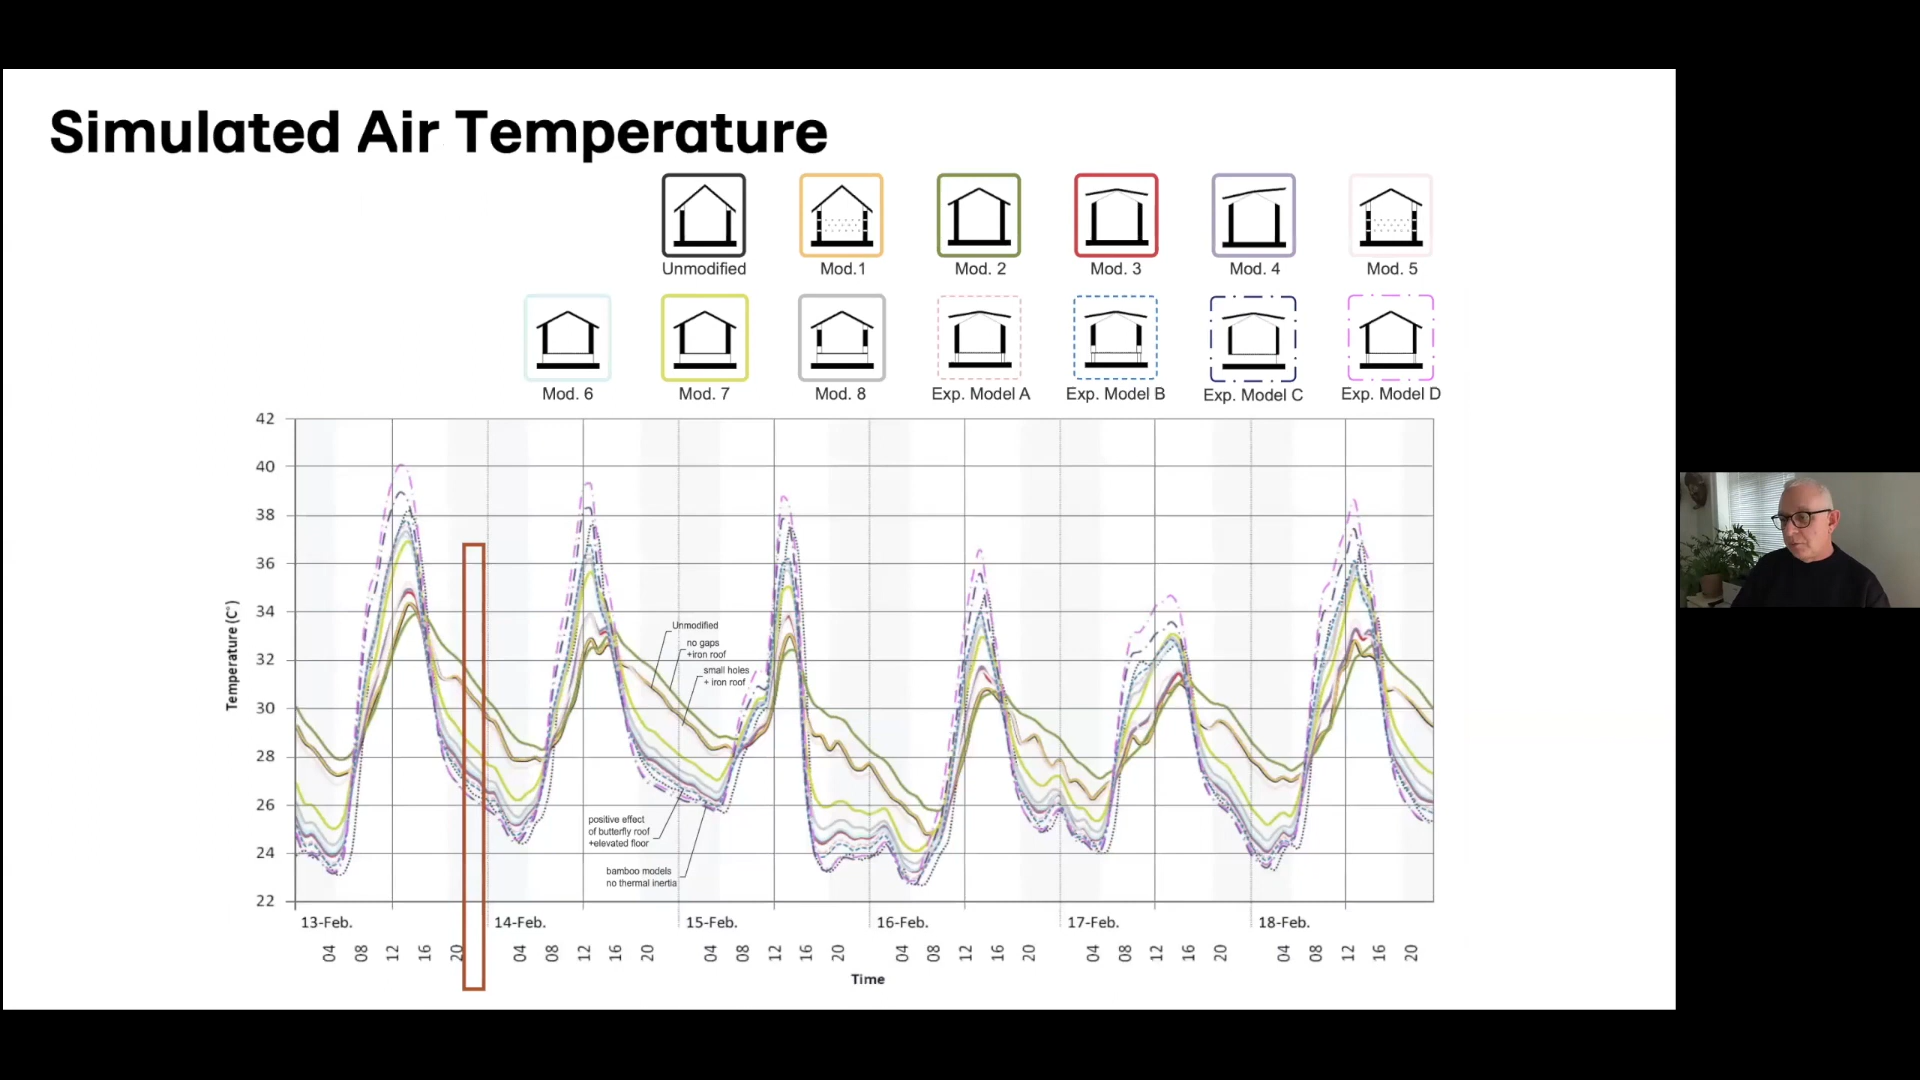 Simulated Air Temperature
Unmodified Mod.1 Mod. 2 Mod. 3 Mod. 4 Mod. 5
Mod. 6 Mod. 7 Mod. 8 Exp. Model A Exp. Model B Exp. Model C Exp. Model D
42
40
38
36
34
32
30
28
26
24
22
Temperature (C°)
Unmodified
no gaps
+iron roof
small holes
+ iron roof
positive effect
of butterfly roof
+elevated floor
bamboo models
no thermal inertia
13-Feb. 14-Feb. 15-Feb. 16-Feb. 17-Feb. 18-Feb.
04 08 12 16 20 04 08 12 16 20 04 08 12 16 20 04 08 12 16 20 04 08 12 16 20 04 08 12 16 20
Time